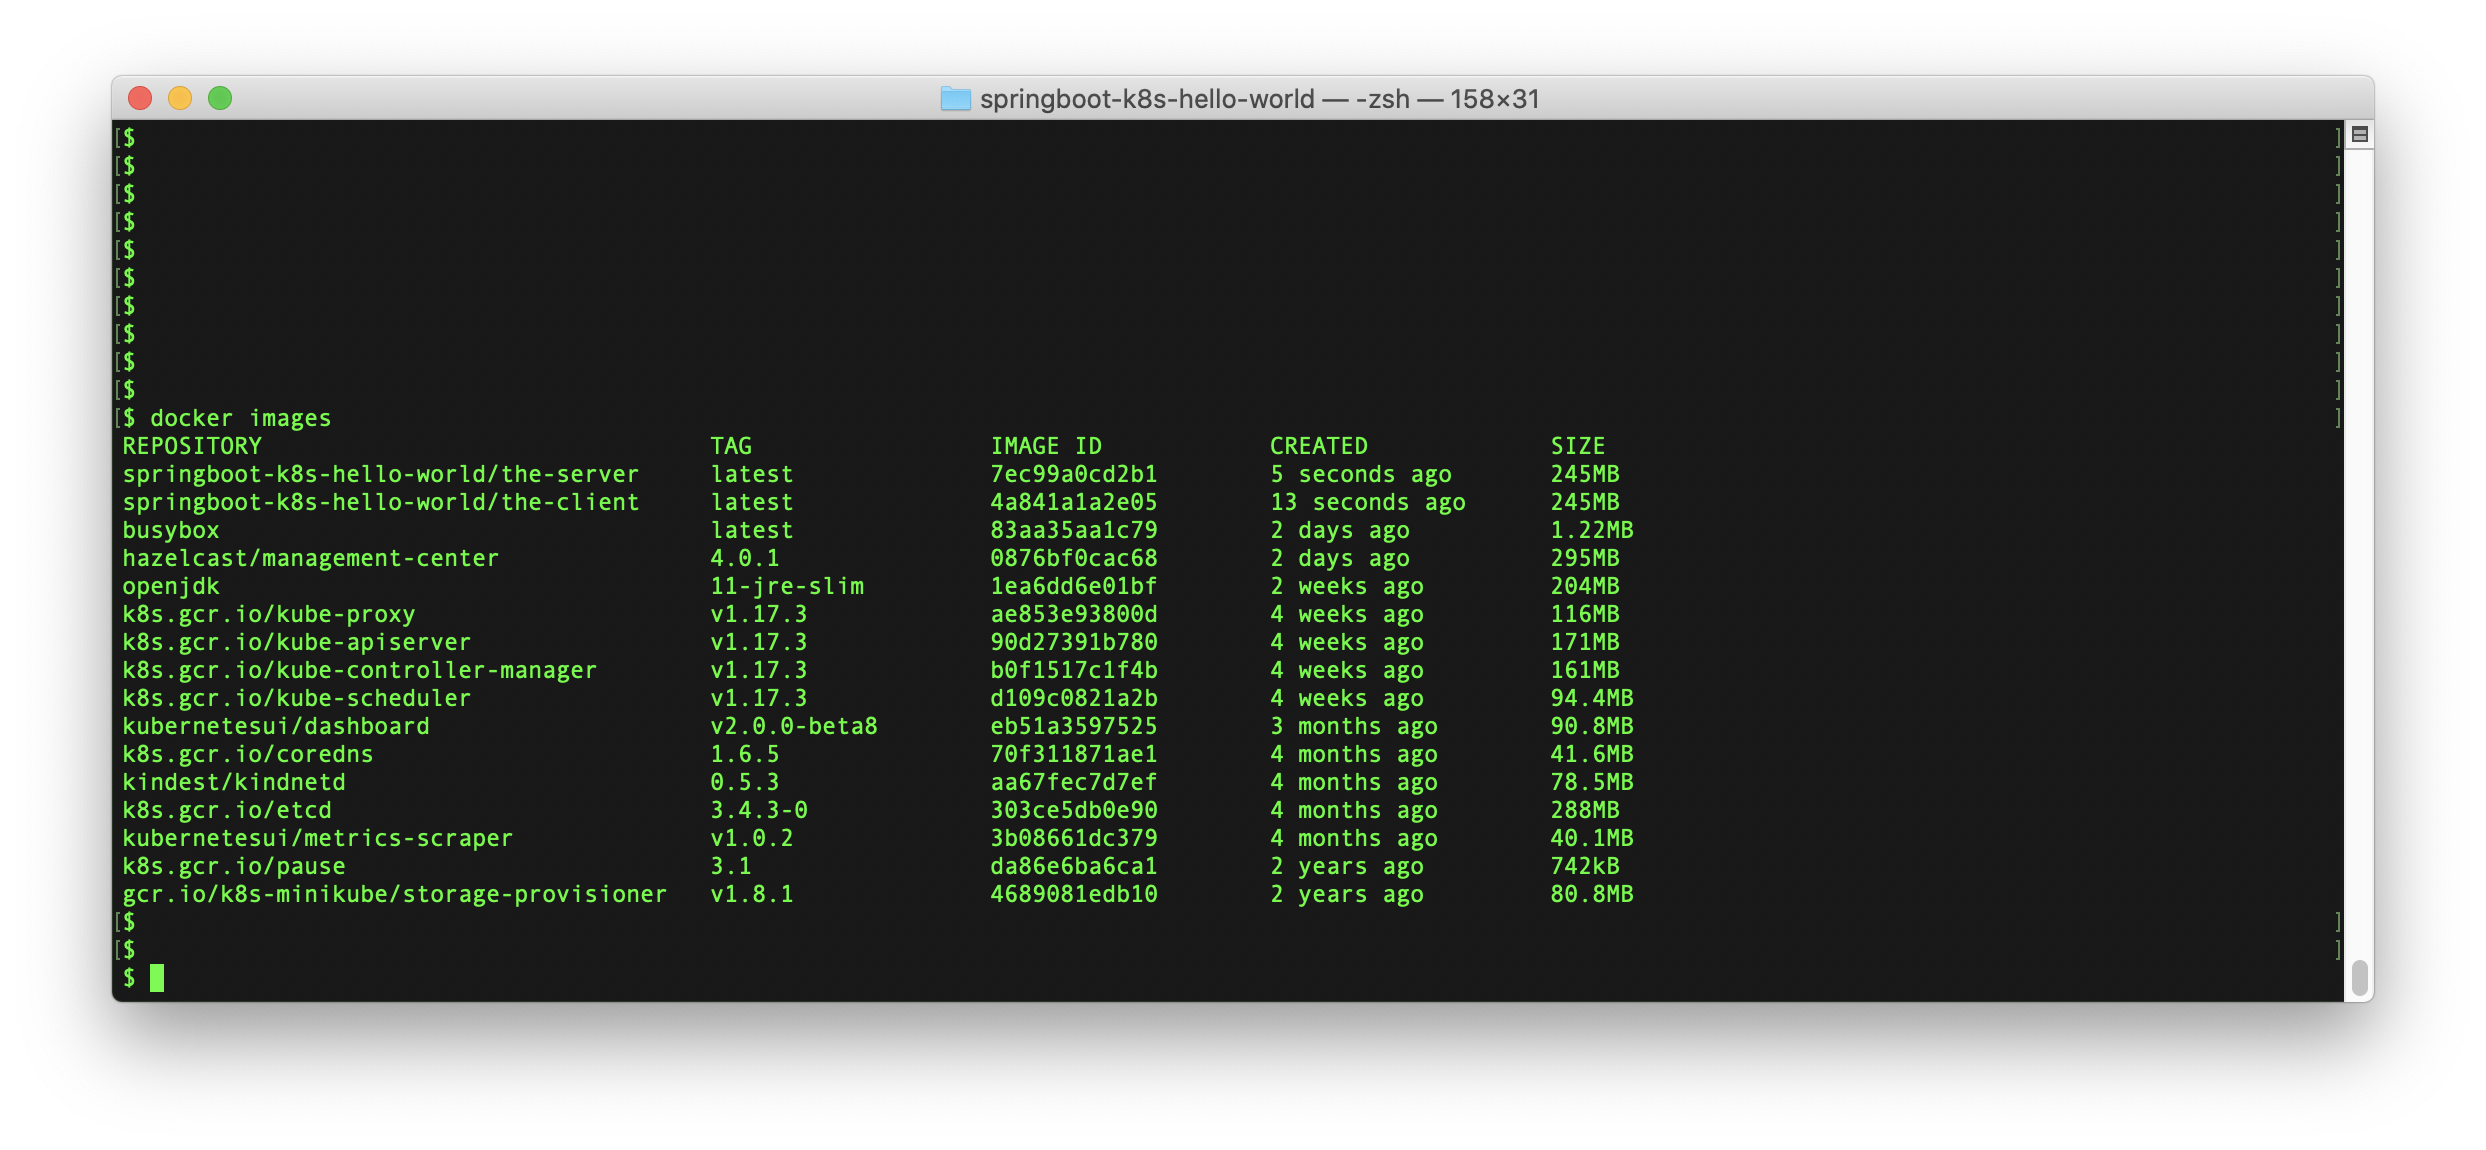 springboot-k8s-hello-world — -zsh — 158×31
[$ ]
[$ ]
[$ ]
[$ ]
[$ ]
[$ ]
[$ ]
[$ ]
[$ ]
[$ ]
[$ docker images ]
REPOSITORY TAG IMAGE ID CREATED SIZE
springboot-k8s-hello-world/the-server latest 7ec99a0cd2b1 5 seconds ago 245MB
springboot-k8s-hello-world/the-client latest 4a841a1a2e05 13 seconds ago 245MB
busybox latest 83aa35aa1c79 2 days ago 1.22MB
hazelcast/management-center 4.0.1 0876bf0cac68 2 days ago 295MB
openjdk 11-jre-slim 1ea6dd6e01bf 2 weeks ago 204MB
k8s.gcr.io/kube-proxy v1.17.3 ae853e93800d 4 weeks ago 116MB
k8s.gcr.io/kube-apiserver v1.17.3 90d27391b780 4 weeks ago 171MB
k8s.gcr.io/kube-controller-manager v1.17.3 b0f1517c1f4b 4 weeks ago 161MB
k8s.gcr.io/kube-scheduler v1.17.3 d109c0821a2b 4 weeks ago 94.4MB
kubernetesui/dashboard v2.0.0-beta8 eb51a3597525 3 months ago 90.8MB
k8s.gcr.io/coredns 1.6.5 70f311871ae1 4 months ago 41.6MB
kindest/kindnetd 0.5.3 aa67fec7d7ef 4 months ago 78.5MB
k8s.gcr.io/etcd 3.4.3-0 303ce5db0e90 4 months ago 288MB
kubernetesui/metrics-scraper v1.0.2 3b08661dc379 4 months ago 40.1MB
k8s.gcr.io/pause 3.1 da86e6ba6ca1 2 years ago 742kB
gcr.io/k8s-minikube/storage-provisioner v1.8.1 4689081edb10 2 years ago 80.8MB
[$ ]
[$ ]
$